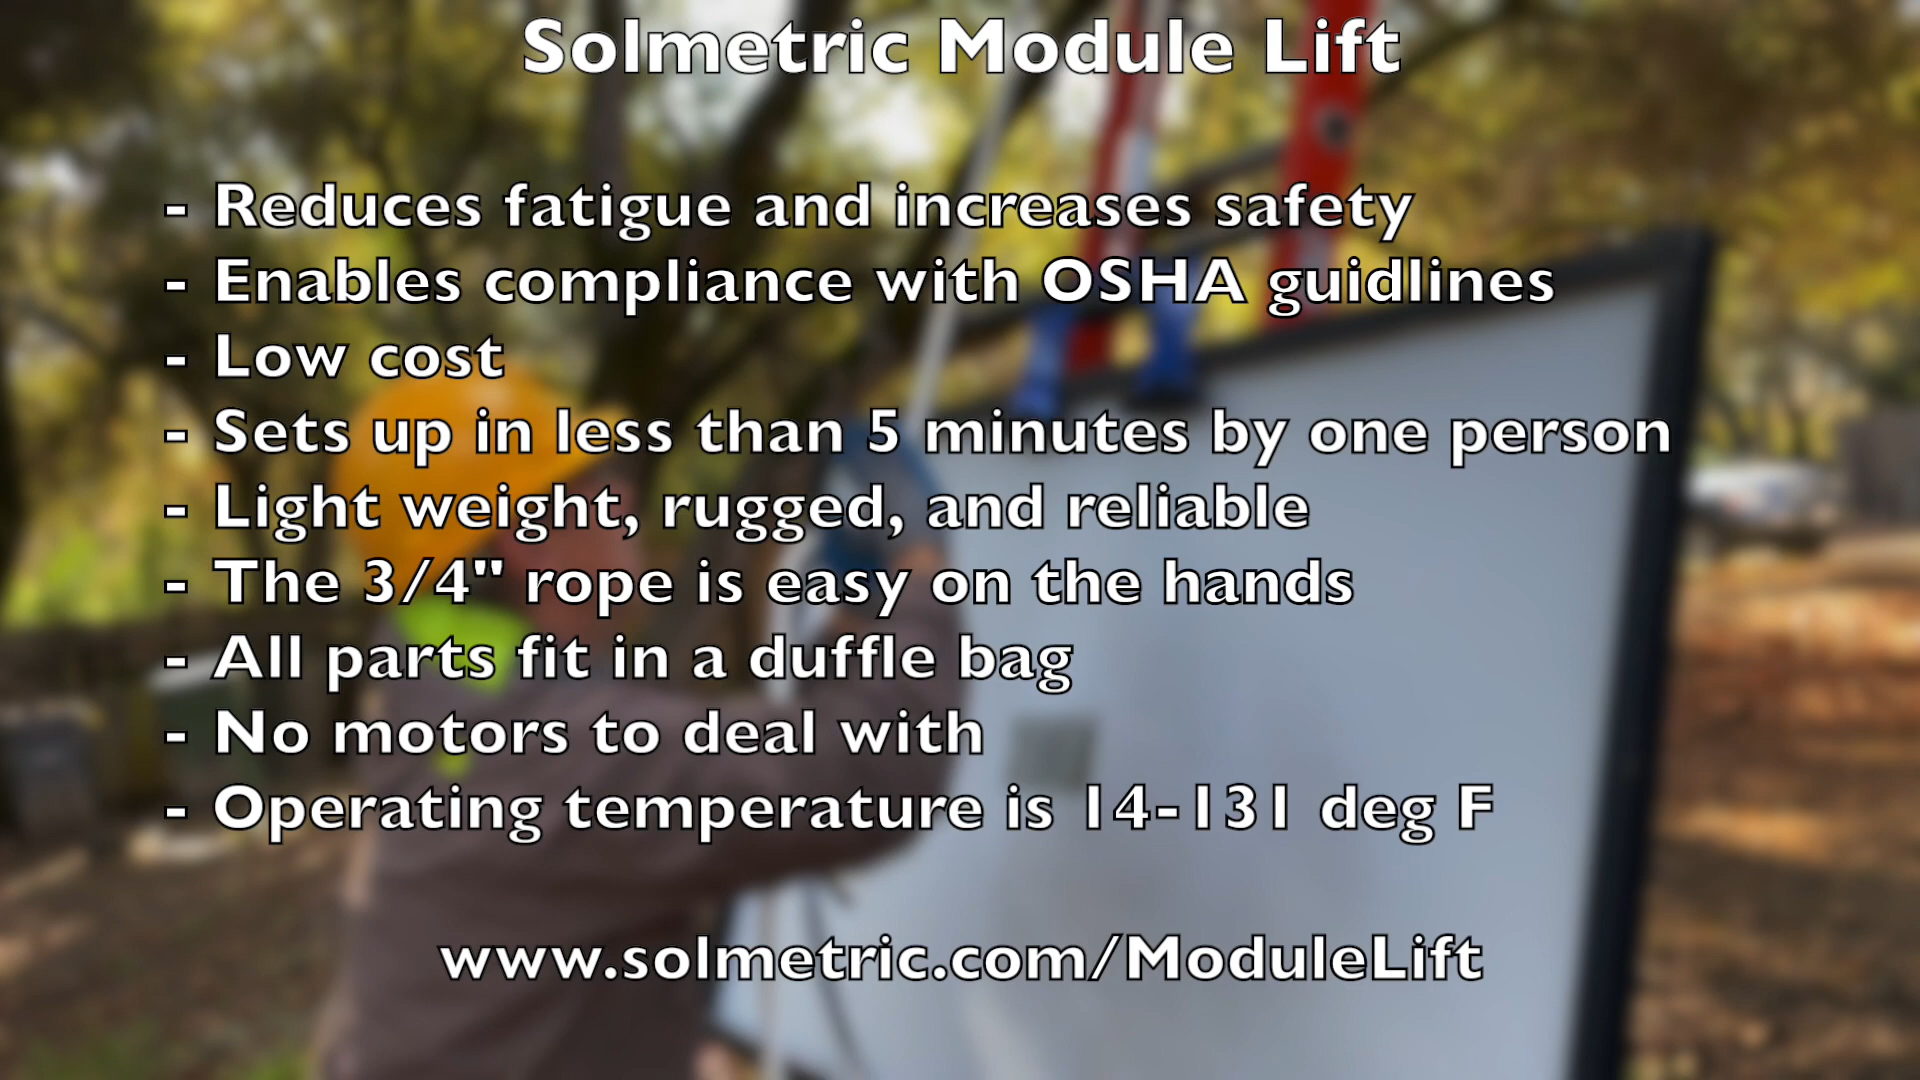 Solmetric Module Lift
- Reduces fatigue and increases safety
- Enables compliance with OSHA guidlines
- Low cost
- Sets up in less than 5 minutes by one person
- Light weight, rugged, and reliable
- The 3/4" rope is easy on the hands
- All parts fit in a duffle bag
- No motors to deal with
- Operating temperature is 14-131 deg F
www.solmetric.com/ModuleLift